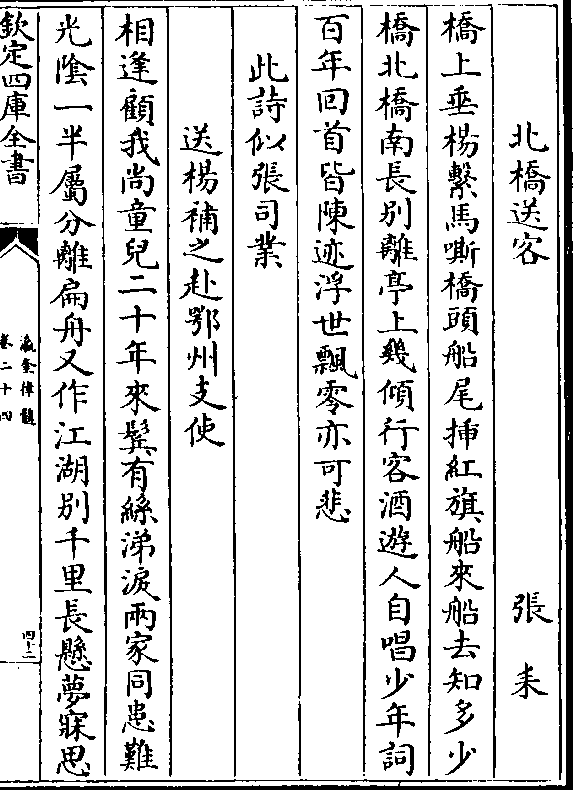 北橋送客　張耒
橋上垂楊繫馬嘶橋頭船尾揷紅旗船來船去知多少
橋北橋南長别離亭上幾傾行客酒遊人自唱少年詞
百年回首皆陳迹浮世飄零亦可悲
此詩似張司業
送楊補之赴鄂州支使
相逢顧我尚童兒二十年來鬂有絲涕淚兩家同患難
光隂一半屬分離扁舟又作江湖别千里長懸夢寐思
欽定四庫全書
瀛奎律髓
卷二十四
四十二